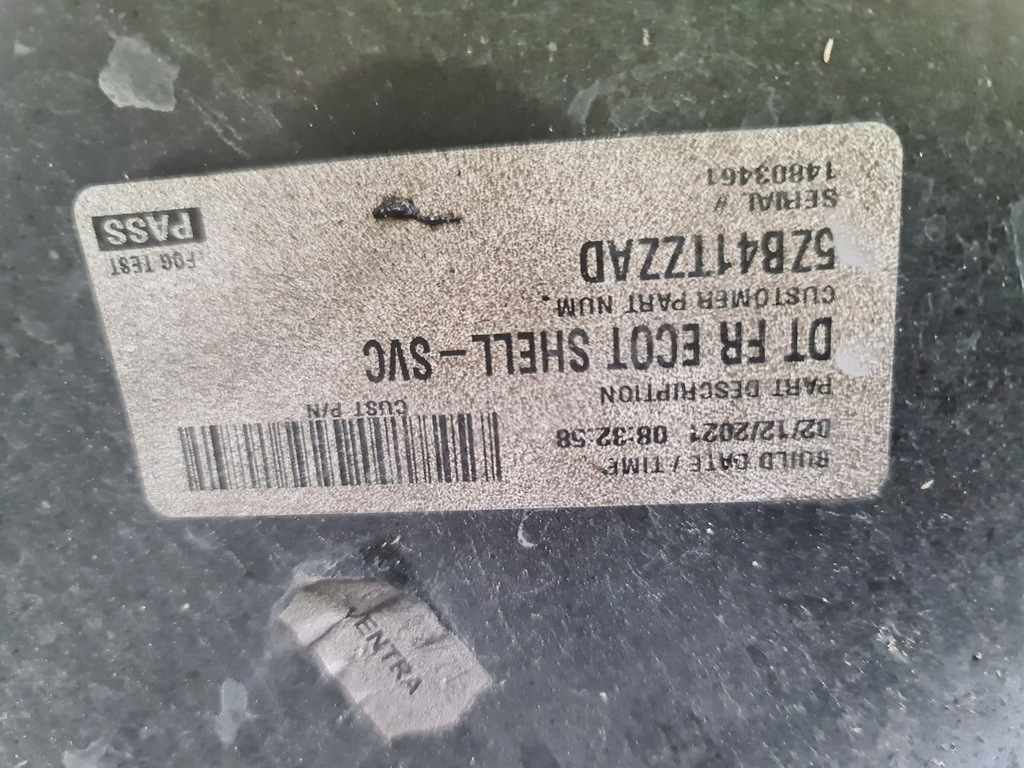 BUILD DATE / TIME
02/12/2021 08:32:58
PART DESCRIPTION
DT FR ECOT SHELL-SVC
CUSTOMER PART NUM.
5ZB41TZZAD
SERIAL #
14803461
CUST P/N
FOG TEST
PASS
VENTRA